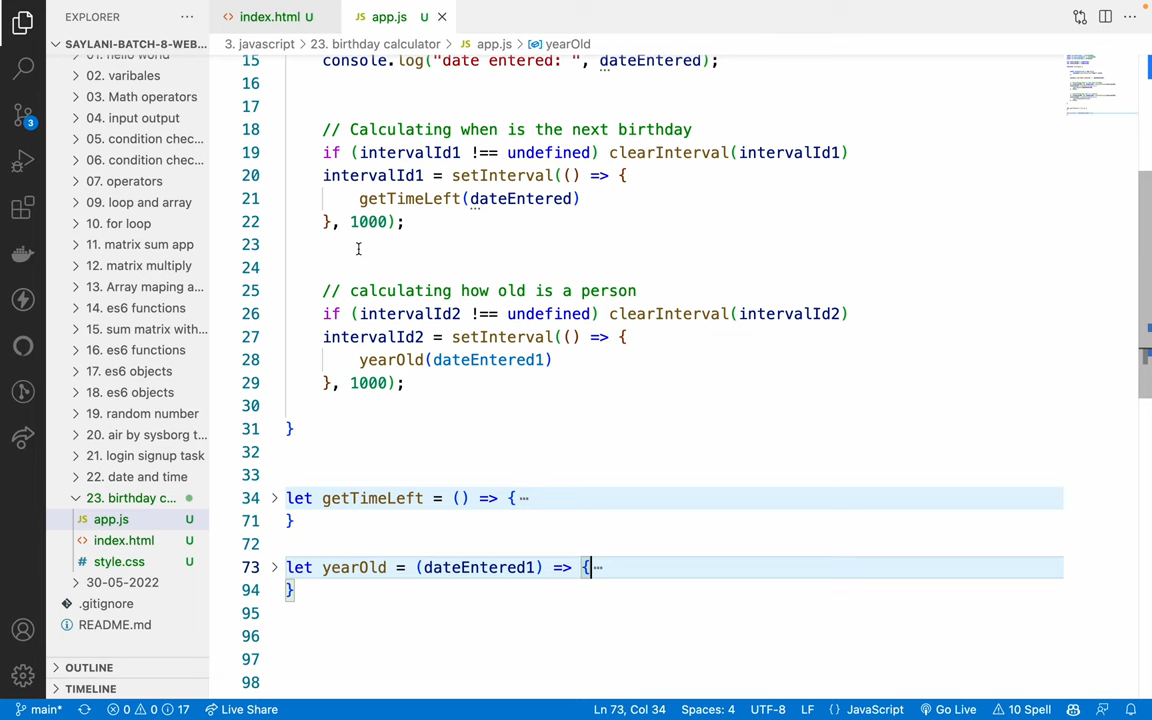 EXPLORER
index.html U
JS app.js U
SAYLANI-BATCH-8-WEB...
3. javascript > 23. birthday calculator > JS app.js > yearOld
02. varibales
03. Math operators
04. input output
05. condition chec...
06. condition chec...
07. operators
09. loop and array
10. for loop
11. matrix sum app
12. matrix multiply
13. Array maping a...
14. es6 functions
15. sum matrix with...
16. es6 functions
17. es6 objects
18. es6 objects
19. random number
20. air by sysborg t...
21. login signup task
22. date and time
23. birthday c...
JS app.js U
index.html U
# style.css U
30-05-2022
.gitignore
README.md
OUTLINE
TIMELINE
15 console.log("date entered: ", dateEntered);
16
17
18 // Calculating when is the next birthday
19 if (intervalId1 !== undefined) clearInterval(intervalId1)
20 intervalId1 = setInterval(() => {
21 getTimeLeft(dateEntered)
22 }, 1000);
23
24
25 // calculating how old is a person
26 if (intervalId2 !== undefined) clearInterval(intervalId2)
27 intervalId2 = setInterval(() => {
28 yearOld(dateEntered1)
29 }, 1000);
30
31 }
32
33
34 let getTimeLeft = () => {⋯
71 }
72
73 let yearOld = (dateEntered1) => {⋯
94 }
95
96
97
98
3
main* 0 0 17 Live Share Ln 73, Col 34 Spaces: 4 UTF-8 LF {} JavaScript Go Live 10 Spell